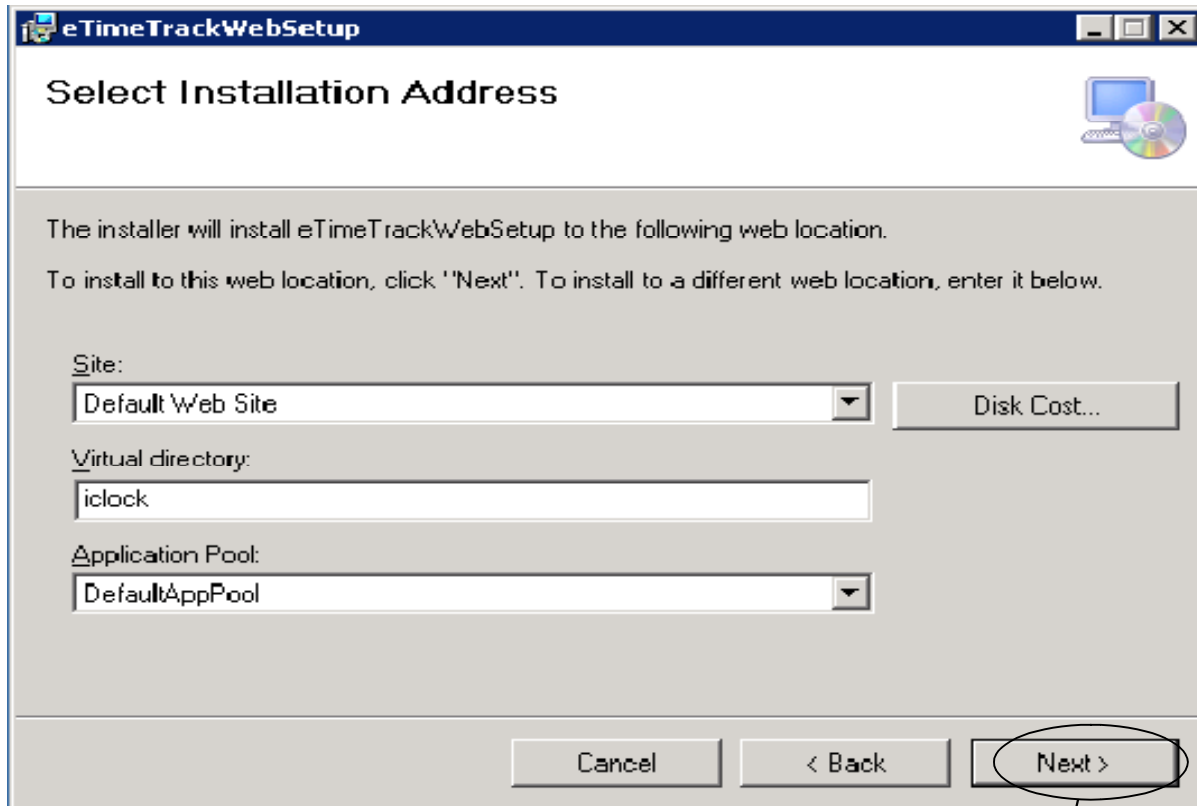 eTimeTrackWebSetup
Select Installation Address
The installer will install eTimeTrackWebSetup to the following web location.
To install to this web location, click "Next". To install to a different web location, enter it below.
Site:
Default Web Site
Disk Cost...
Virtual directory:
iclock
Application Pool:
DefaultAppPool
Cancel
< Back
Next >